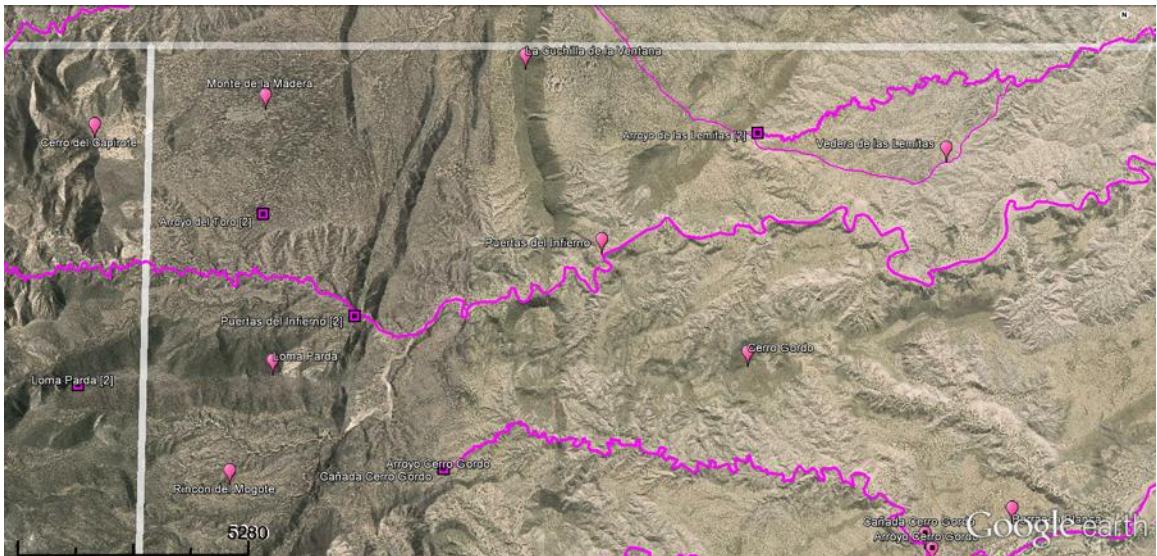 N
La Cuchilla de la Ventana
Monte de la Madera
Cerro del Capirote
Arroyo de las Lemitas [2]
Vedera de las Lemitas
Arroyo del Toro [2]
Puertas del Infierno
Puertas del Infierno [2]
Loma Parda
Cerro Gordo
Loma Parda [2]
Arroyo Cerro Gordo
Cañada Cerro Gordo
Rincón del Mogote
Cañada Cerro Gordo
Arroyo Cerro Gordo
5280
Google earth